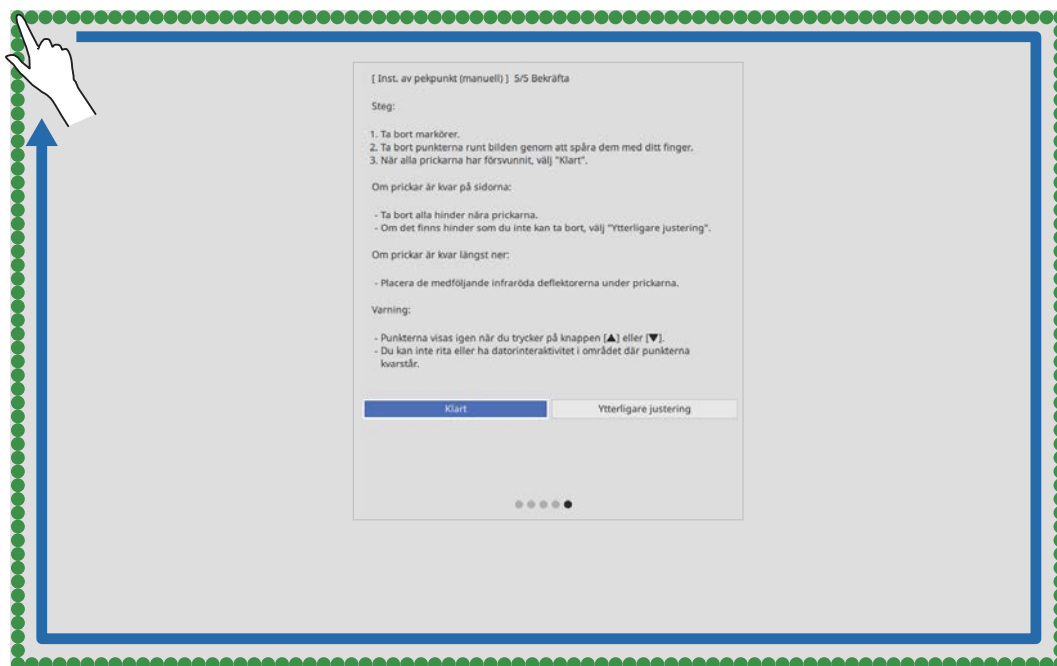 [ Inst. av pekpunkt (manuell) ] 5/5 Bekräfta
Steg:
1. Ta bort markörer.
2. Ta bort punkterna runt bilden genom att spåra dem med ditt finger.
3. När alla prickarna har försvunnit, välj "Klart".
Om prickar är kvar på sidorna:
- Ta bort alla hinder nära prickarna.
- Om det finns hinder som du inte kan ta bort, välj "Ytterligare justering".
Om prickar är kvar längst ner:
- Placera de medföljande infraröda deflektorerna under prickarna.
Varning:
- Punkterna visas igen när du trycker på knappen [▲] eller [▼].
- Du kan inte rita eller ha datorinteraktivitet i området där punkterna
kvarstår.
Klart Ytterligare justering